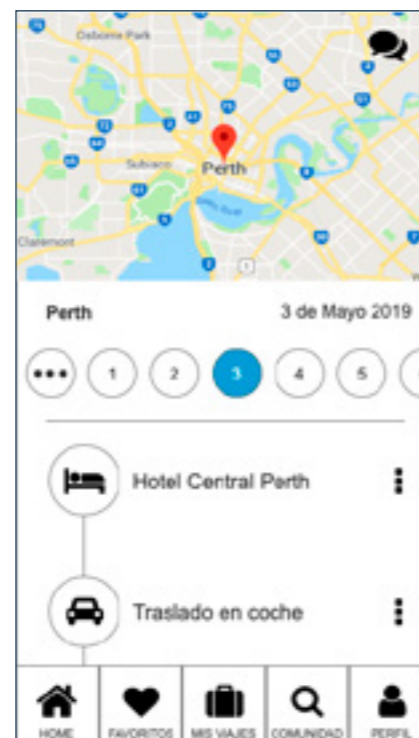 Osborne Park
Subiaco
Perth
Claremont
Perth 3 de Mayo 2019
1 2 3 4 5
Hotel Central Perth
Traslado en coche
HOME FAVORITOS MIS VIAJES COMUNIDAD PERFIL